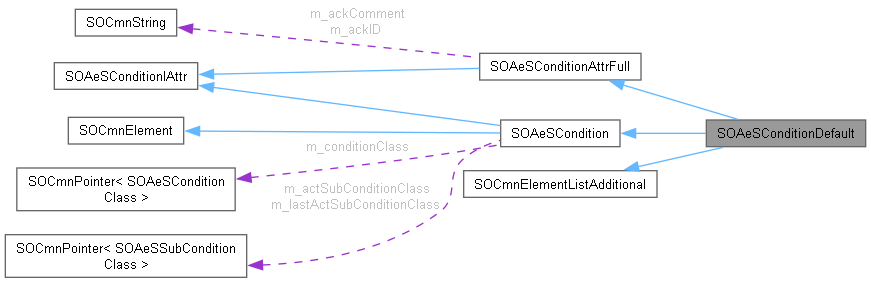 m_ackComment
m_ackID
SOCmnString
SOAeSConditionAttrFull
SOAeSConditionIAttr
SOCmnElement
SOAeSCondition
SOAeSConditionDefault
m_conditionClass
SOCmnPointer< SOAeSCondition
Class >
SOCmnElementListAdditional
m_actSubConditionClass
m_lastActSubConditionClass
SOCmnPointer< SOAeSSubCondition
Class >